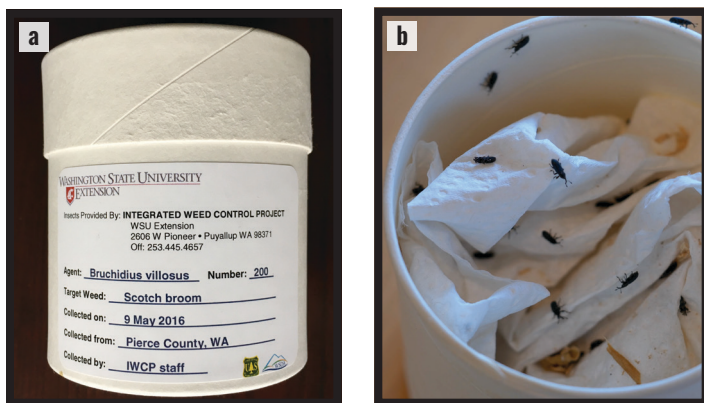 a
WASHINGTON STATE UNIVERSITY
EXTENSION
Insects Provided By: INTEGRATED WEED CONTROL PROJECT
WSU Extension
2606 W Pioneer • Puyallup WA 98371
Off: 253.445.4657
Agent: Bruchidius villosus Number: 200
Target Weed: Scotch broom
Collected on: 9 May 2016
Collected from: Pierce County, WA
Collected by: IWCP staff
b